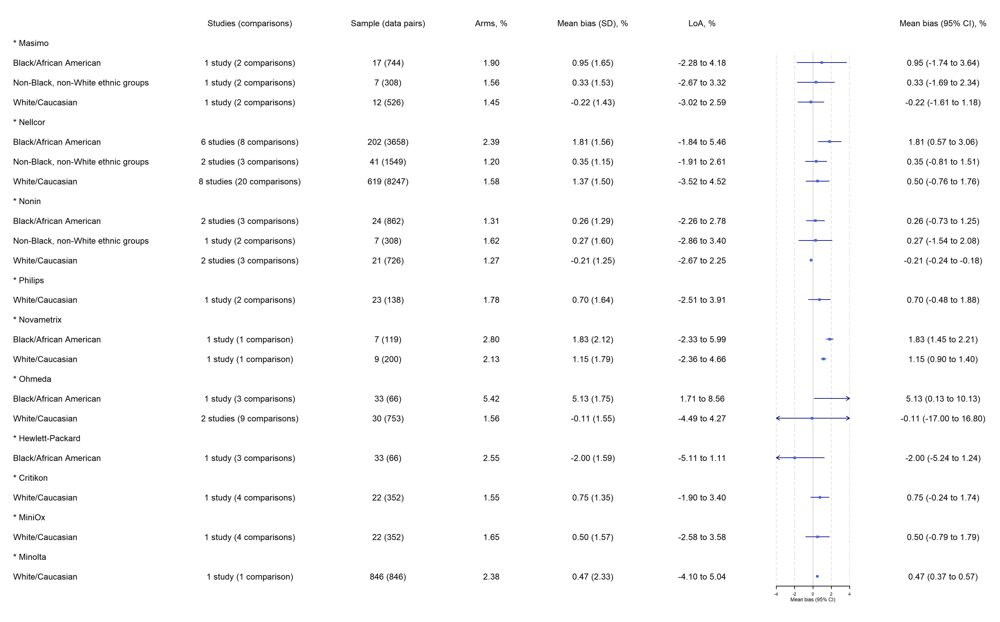 Studies (comparisons) Sample (data pairs) Arms, % Mean bias (SD), % LoA, % Mean bias (95% CI), %
* Masimo
Black/African American 1 study (2 comparisons) 17 (744) 1.90 0.95 (1.65) -2.28 to 4.18 0.95 (-1.74 to 3.64)
Non-Black, non-White ethnic groups 1 study (2 comparisons) 7 (308) 1.56 0.33 (1.53) -2.67 to 3.32 0.33 (-1.69 to 2.34)
White/Caucasian 1 study (2 comparisons) 12 (526) 1.45 -0.22 (1.43) -3.02 to 2.59 -0.22 (-1.61 to 1.18)
* Nellcor
Black/African American 6 studies (8 comparisons) 202 (3658) 2.39 1.81 (1.56) -1.84 to 5.46 1.81 (0.57 to 3.06)
Non-Black, non-White ethnic groups 2 studies (3 comparisons) 41 (1549) 1.20 0.35 (1.15) -1.91 to 2.61 0.35 (-0.81 to 1.51)
White/Caucasian 8 studies (20 comparisons) 619 (8247) 1.58 1.37 (1.50) -3.52 to 4.52 0.50 (-0.76 to 1.76)
* Nonin
Black/African American 2 studies (3 comparisons) 24 (862) 1.31 0.26 (1.29) -2.26 to 2.78 0.26 (-0.73 to 1.25)
Non-Black, non-White ethnic groups 1 study (2 comparisons) 7 (308) 1.62 0.27 (1.60) -2.86 to 3.40 0.27 (-1.54 to 2.08)
White/Caucasian 2 studies (3 comparisons) 21 (726) 1.27 -0.21 (1.25) -2.67 to 2.25 -0.21 (-0.24 to -0.18)
* Philips
White/Caucasian 1 study (2 comparisons) 23 (138) 1.78 0.70 (1.64) -2.51 to 3.91 0.70 (-0.48 to 1.88)
* Novametrix
Black/African American 1 study (1 comparison) 7 (119) 2.80 1.83 (2.12) -2.33 to 5.99 1.83 (1.45 to 2.21)
White/Caucasian 1 study (1 comparison) 9 (200) 2.13 1.15 (1.79) -2.36 to 4.66 1.15 (0.90 to 1.40)
* Ohmeda
Black/African American 1 study (3 comparisons) 33 (66) 5.42 5.13 (1.75) 1.71 to 8.56 5.13 (0.13 to 10.13)
White/Caucasian 2 studies (9 comparisons) 30 (753) 1.56 -0.11 (1.55) -4.49 to 4.27 -0.11 (-17.00 to 16.80)
* Hewlett-Packard
Black/African American 1 study (3 comparisons) 33 (66) 2.55 -2.00 (1.59) -5.11 to 1.11 -2.00 (-5.24 to 1.24)
* Critikon
White/Caucasian 1 study (4 comparisons) 22 (352) 1.55 0.75 (1.35) -1.90 to 3.40 0.75 (-0.24 to 1.74)
* MiniOx
White/Caucasian 1 study (4 comparisons) 22 (352) 1.65 0.50 (1.57) -2.58 to 3.58 0.50 (-0.79 to 1.79)
* Minolta
White/Caucasian 1 study (1 comparison) 846 (846) 2.38 0.47 (2.33) -4.10 to 5.04 0.47 (0.37 to 0.57)
-4 -2 0 2 4
Mean bias (95% CI)